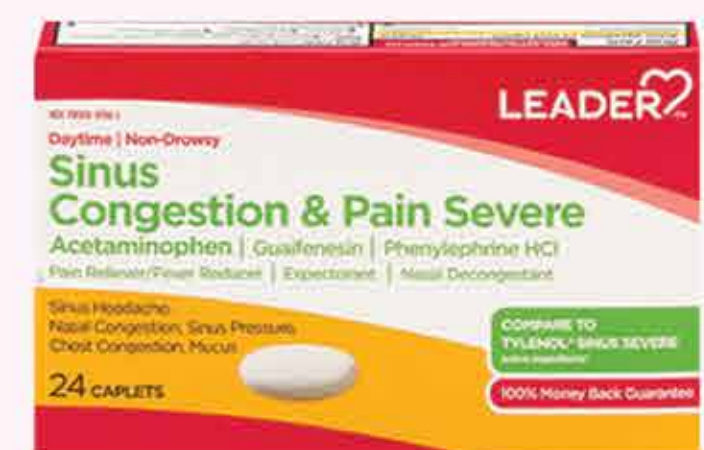 LEADER
Daytime | Non-Drowsy
Sinus
Congestion & Pain Severe
Acetaminophen | Guaifenesin | Phenylephrine HCl
Pain Reliever/Fever Reducer | Expectorant | Nasal Decongestant
Sinus Headache
Nasal Congestion, Sinus Pressure,
Chest Congestion, Mucus
24 CAPLETS
COMPARE TO
TYLENOL® SINUS SEVERE
active ingredients*
100% Money Back Guarantee